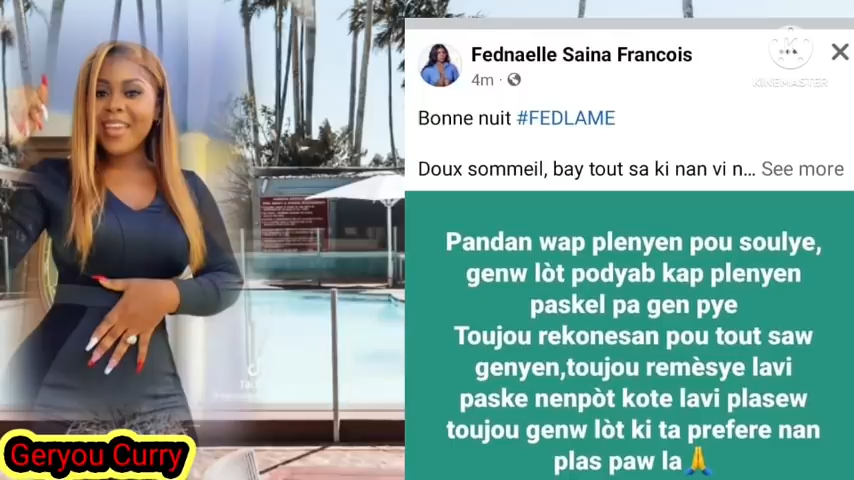 Fednaelle Saina Francois
4m
KINEMASTER
Bonne nuit #FEDLAME
Doux sommeil, bay tout sa ki nan vi n... See more
Pandan wap plenyen pou soulye,
genw lòt podyab kap plenyen
paskel pa gen pye
Toujou rekonesan pou tout saw
genyen,toujou remèsye lavi
paske nenpòt kote lavi plasew
toujou genw lòt ki ta prefere nan
plas paw la🙏
Geryou Curry